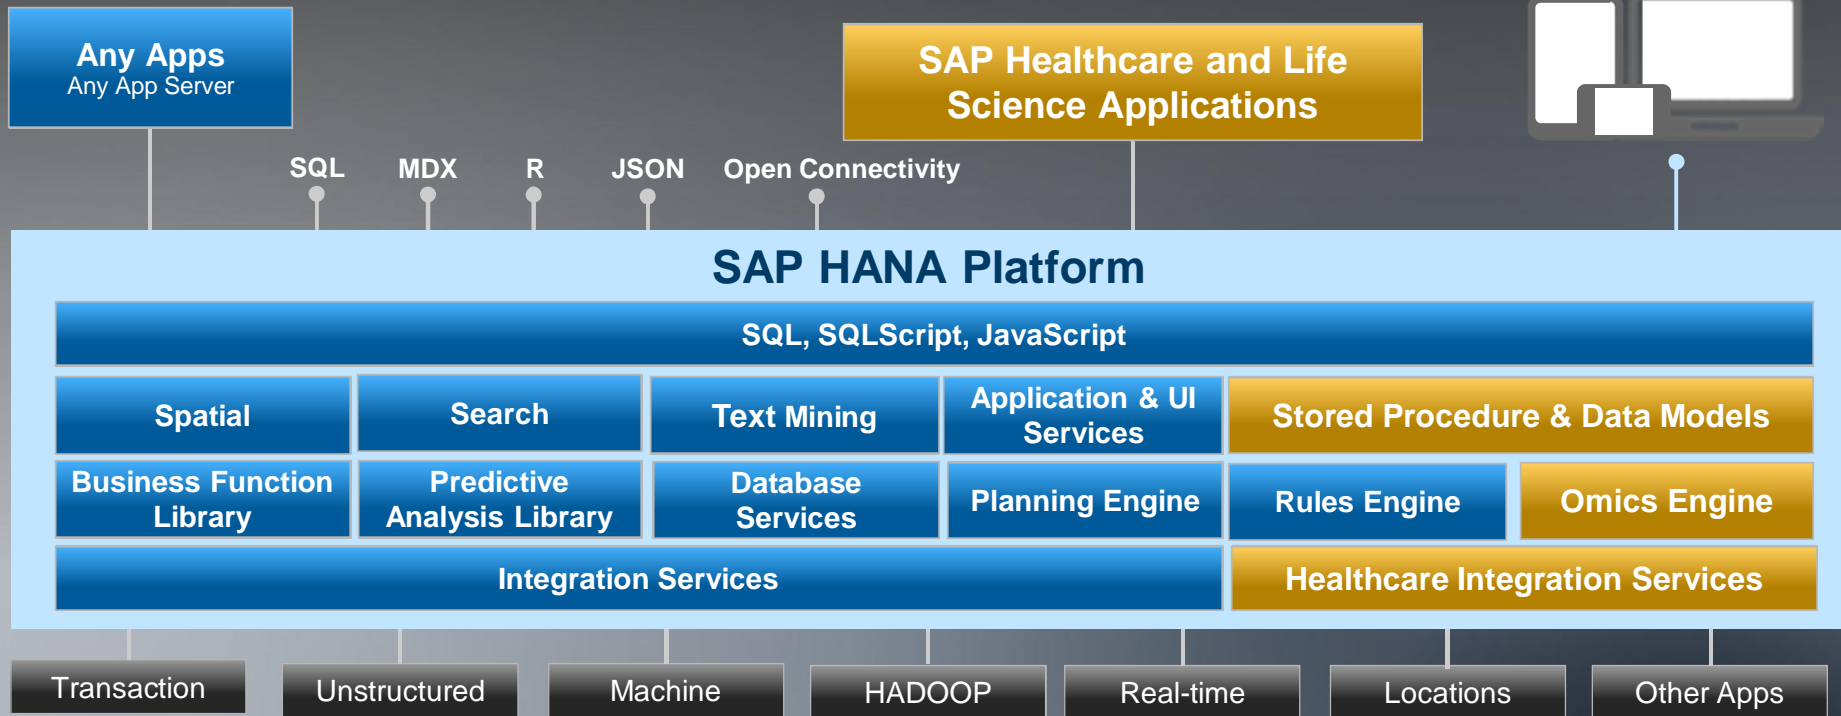 Any Apps
Any App Server
SAP Healthcare and Life
Science Applications
SQL
MDX
R
JSON
Open Connectivity
SAP HANA Platform
SQL, SQLScript, JavaScript
Spatial
Search
Text Mining
Application & UI
Services
Stored Procedure & Data Models
Business Function
Library
Predictive
Analysis Library
Database
Services
Planning Engine
Rules Engine
Omics Engine
Integration Services
Healthcare Integration Services
Transaction
Unstructured
Machine
HADOOP
Real-time
Locations
Other Apps